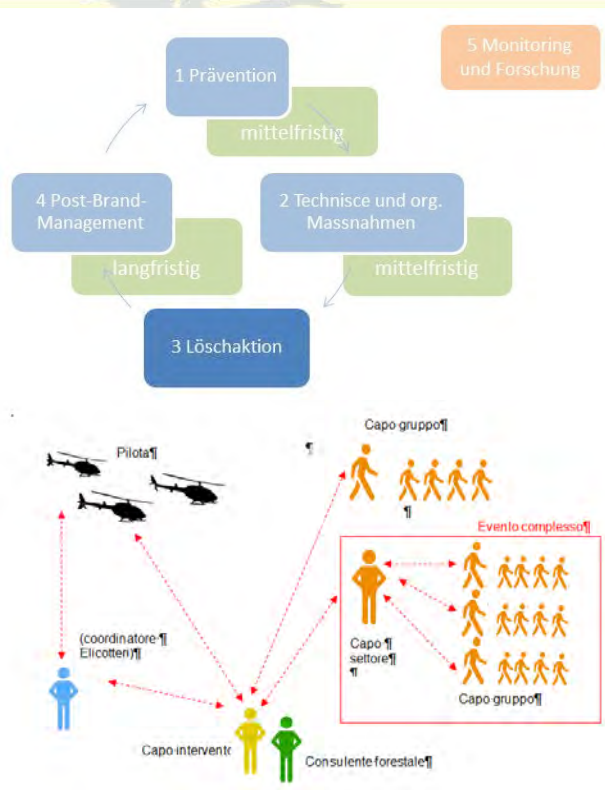 1 Prävention
mittelfristig
5 Monitoring
und Forschung
4 Post-Brand-
Management
langfristig
2 Technisce und org.
Massnahmen
mittelfristig
3 Löschaktion
Pilota¶
¶
Capo gruppo¶
¶
Evento complesso¶
(coordinatore ¶
Elicotteri)¶
Capo ¶
settore¶
¶
Capo gruppo¶
Capo intervento
Consulente forestale¶